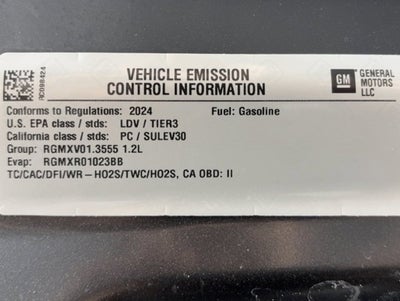 VEHICLE EMISSION
CONTROL INFORMATION
GM GENERAL
MOTORS
LLC
Conforms to Regulations: 2024 Fuel: Gasoline
U.S. EPA class / stds: LDV / TIER3
California class / stds: PC / SULEV30
Group: RGMXV01.3555 1.2L
Evap: RGMXR01023BB
TC/CAC/DFI/WR – HO2S/TWC/HO2S, CA OBD: II